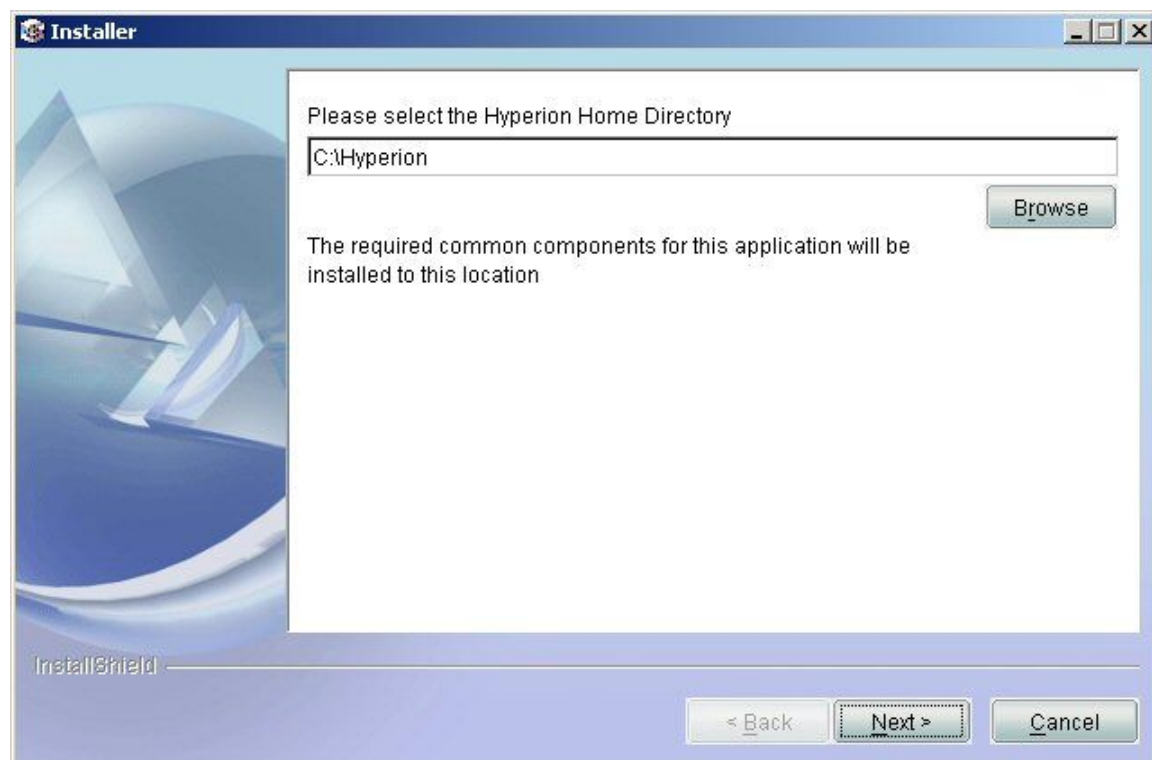 Installer
Please select the Hyperion Home Directory
C:\Hyperion
Browse
The required common components for this application will be
installed to this location
InstallShield
< Back
Next >
Cancel